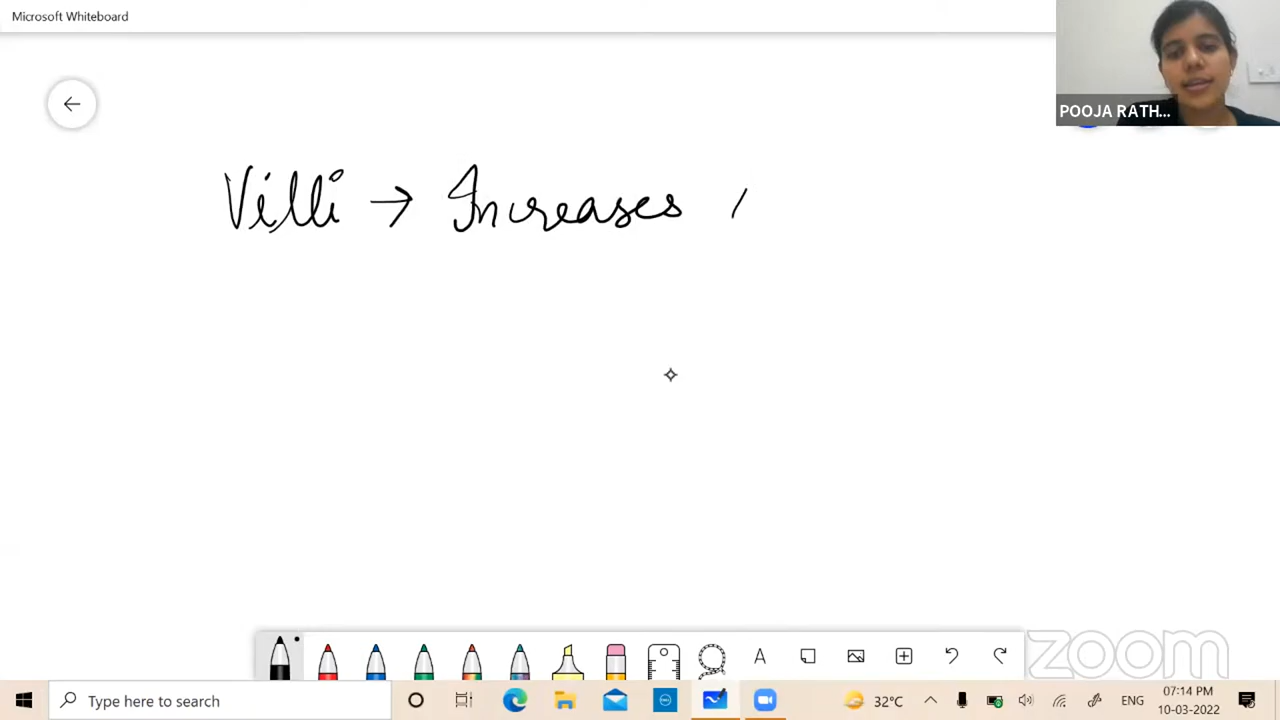 Microsoft Whiteboard
POOJA RATH...
Villi → Increases
A
zoom
Type here to search
32°C
ENG
07:14 PM
10-03-2022